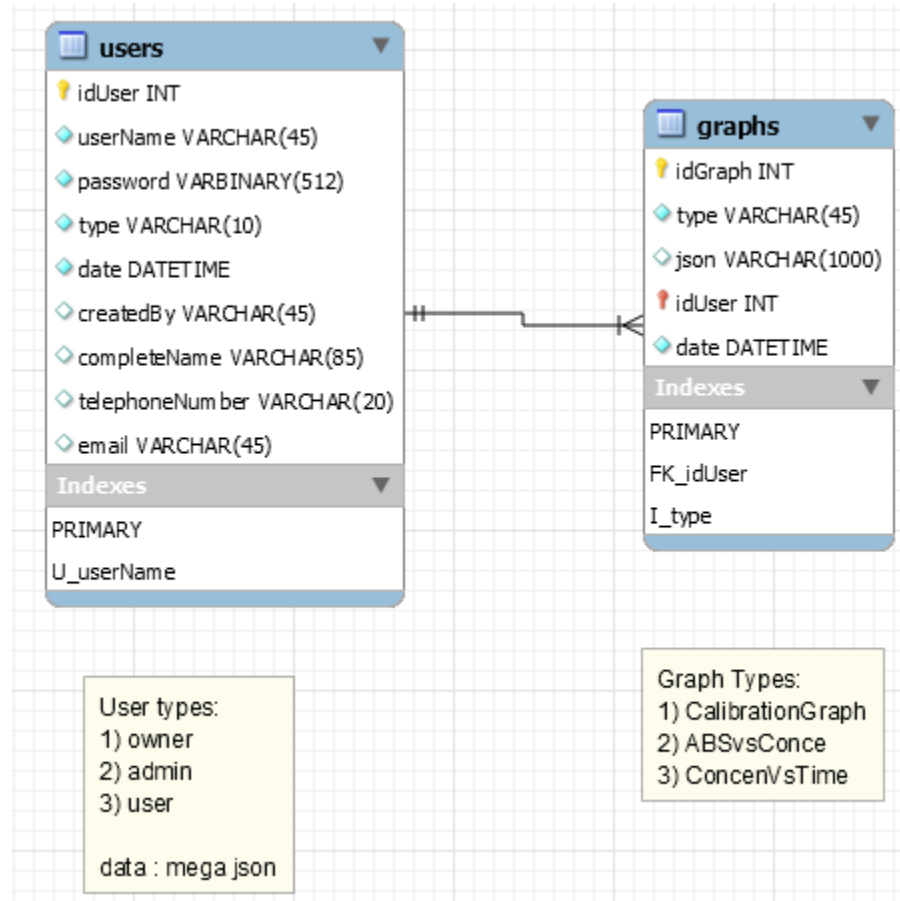 users
idUser INT
userName VARCHAR(45)
password VARBINARY(512)
type VARCHAR(10)
date DATETIME
createdBy VARCHAR(45)
completeName VARCHAR(85)
telephoneNumber VARCHAR(20)
email VARCHAR(45)
Indexes
PRIMARY
U_userName
graphs
idGraph INT
type VARCHAR(45)
json VARCHAR(1000)
idUser INT
date DATETIME
Indexes
PRIMARY
FK_idUser
I_type
User types:
1) owner
2) admin
3) user
data : mega json
Graph Types:
1) CalibrationGraph
2) ABSvsConce
3) ConcenVsTime